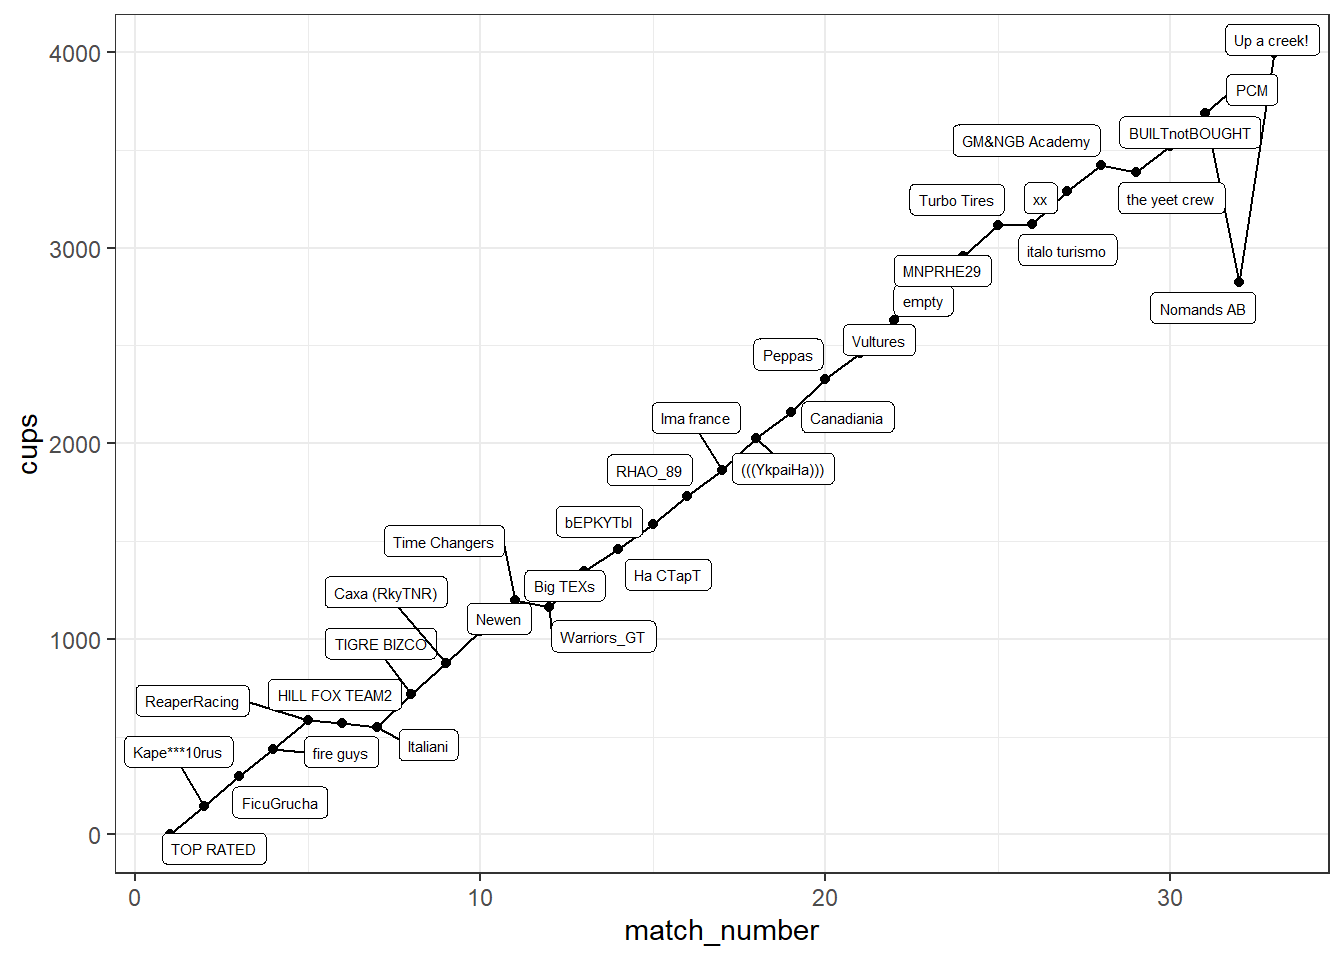 Up a creek!
4000
PCM
BUILTnotBOUGHT
GM&NGB Academy
the yeet crew
xx
Turbo Tires
3000
italo turismo
MNPRHE29
empty
Nomands AB
Vultures
Peppas
Ima france
Canadiania
2000
RHAO_89
(((YkpaiHa)))
bEPKYTbI
Time Changers
Ha CTapT
Big TEXs
Caxa (RkyTNR)
Newen
1000
Warriors_GT
TIGRE BIZCO
HILL FOX TEAM2
ReaperRacing
Italiani
Kape***10rus
fire guys
FicuGrucha
0
TOP RATED
0
10
20
30
match_number
cups